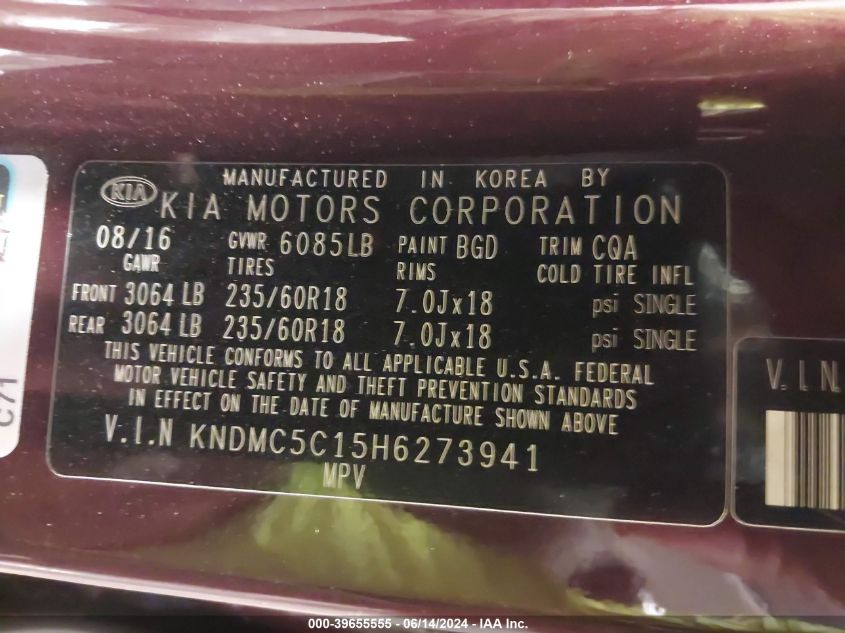 MANUFACTURED IN KOREA BY
KIA KIA MOTORS CORPORATION
08/16 GVWR 6085LB PAINT BGD TRIM CQA
GAWR TIRES RIMS COLD TIRE INFL
FRONT 3064 LB 235/60R18 7.0Jx18 psi SINGLE
REAR 3064 LB 235/60R18 7.0Jx18 psi SINGLE
THIS VEHICLE CONFORMS TO ALL APPLICABLE U.S.A. FEDERAL
MOTOR VEHICLE SAFETY AND THEFT PREVENTION STANDARDS
IN EFFECT ON THE DATE OF MANUFACTURE SHOWN ABOVE
V.I.N KNDMC5C15H6273941
MPV
C71
V.I.N
000-39655555 - 06/14/2024 - IAA Inc.